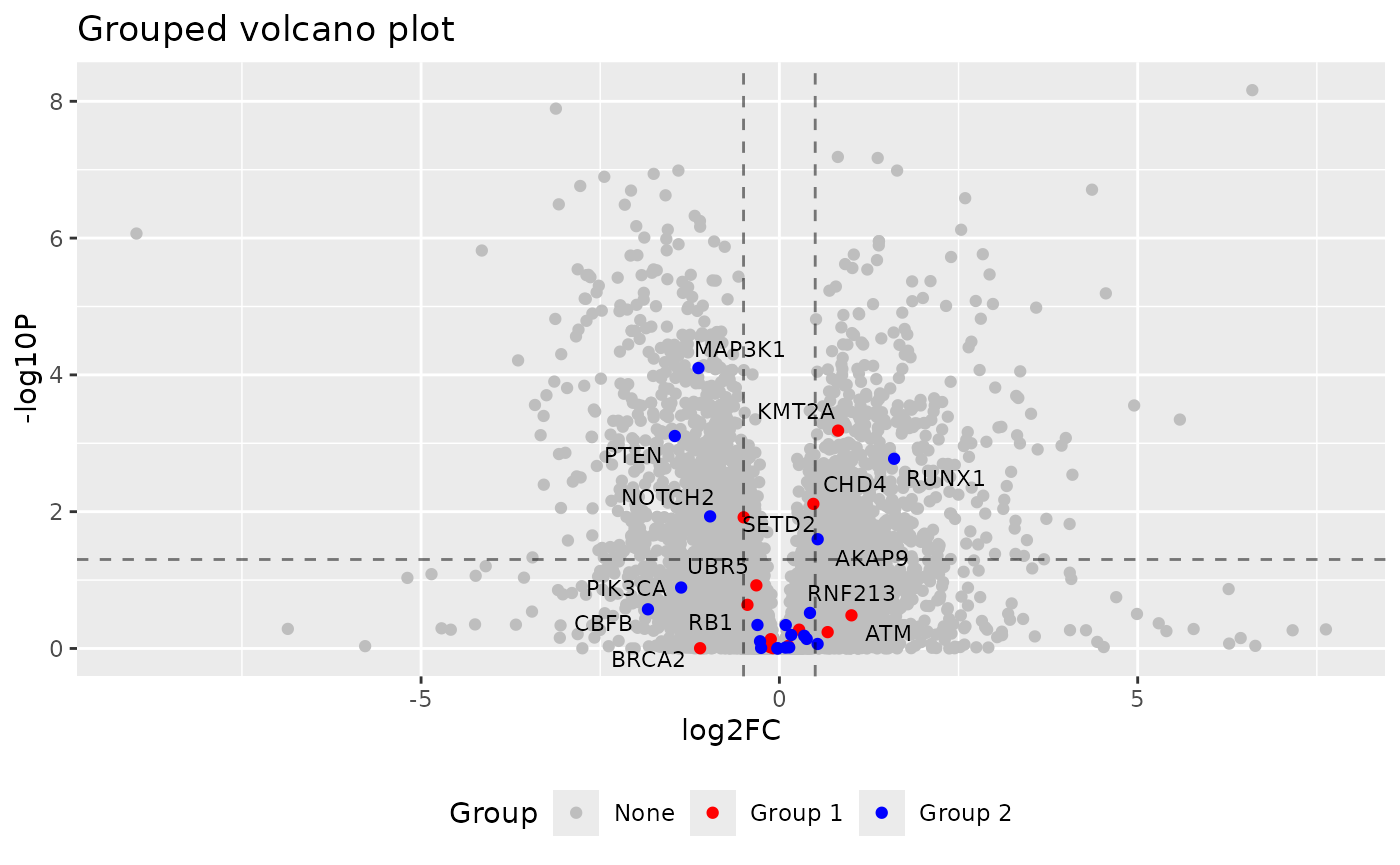 Grouped volcano plot
8
6
4
2
0
-log10P
MAP3K1
KMT2A
PTEN
RUNX1
CHD4
NOTCH2
SETD2
AKAP9
UBR5
PIK3CA
RNF213
CBFB
RB1
ATM
BRCA2
-5
0
5
log2FC
Group
None
Group 1
Group 2